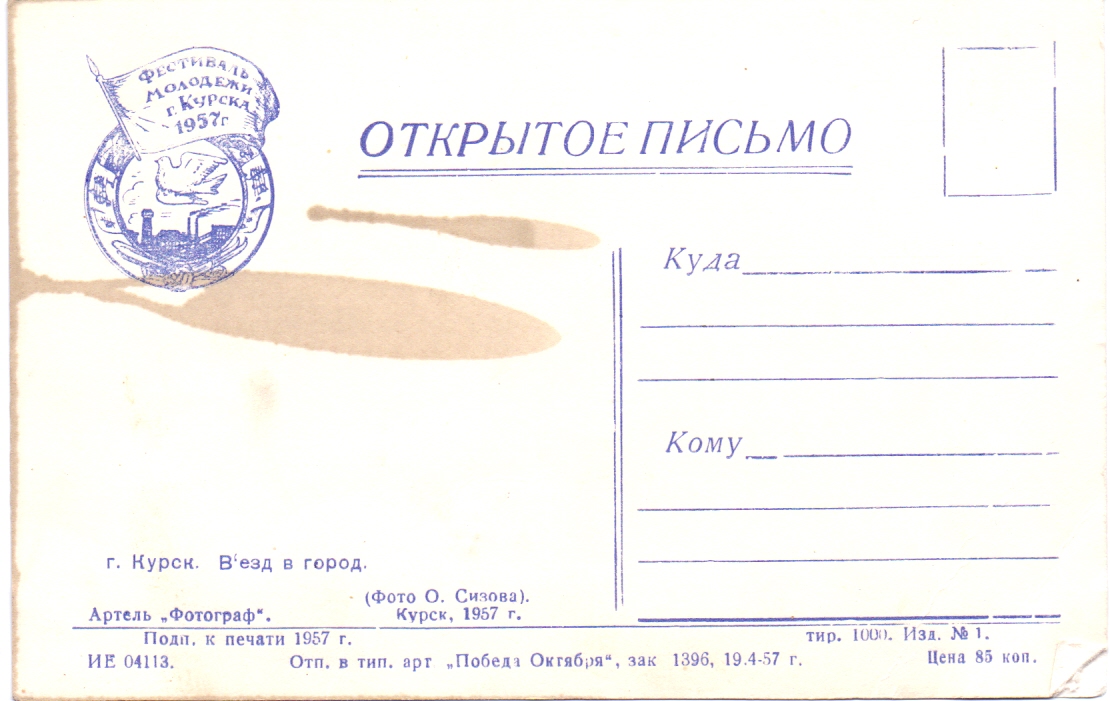 ФЕСТИВАЛЬ
МОЛОДЕЖИ
г. КУРСКА
1957г
ОТКРЫТОЕ ПИСЬМО
Куда
Кому
г. Курск. В'езд в город.
(Фото О. Сизова).
Артель „Фотограф“. Курск, 1957 г.
Подп. к печати 1957 г. тир. 1000. Изд. № 1.
ИЕ 04113. Отп. в тип. арт „Победа Октября“, зак 1396, 19.4-57 г. Цена 85 коп.